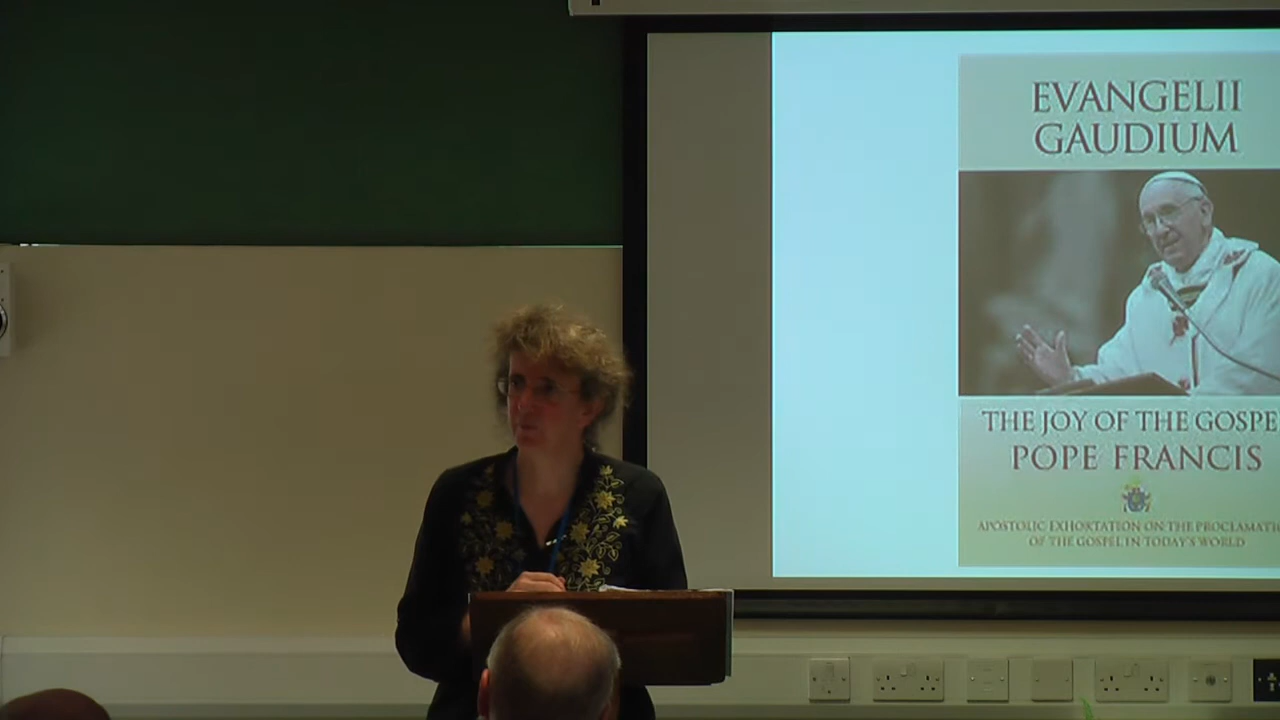 EVANGELII
GAUDIUM
THE JOY OF THE GOSPE
POPE FRANCIS
APOSTOLIC EXHORTATION ON THE PROCLAMATI
OF THE GOSPEL IN TODAY'S WORLD